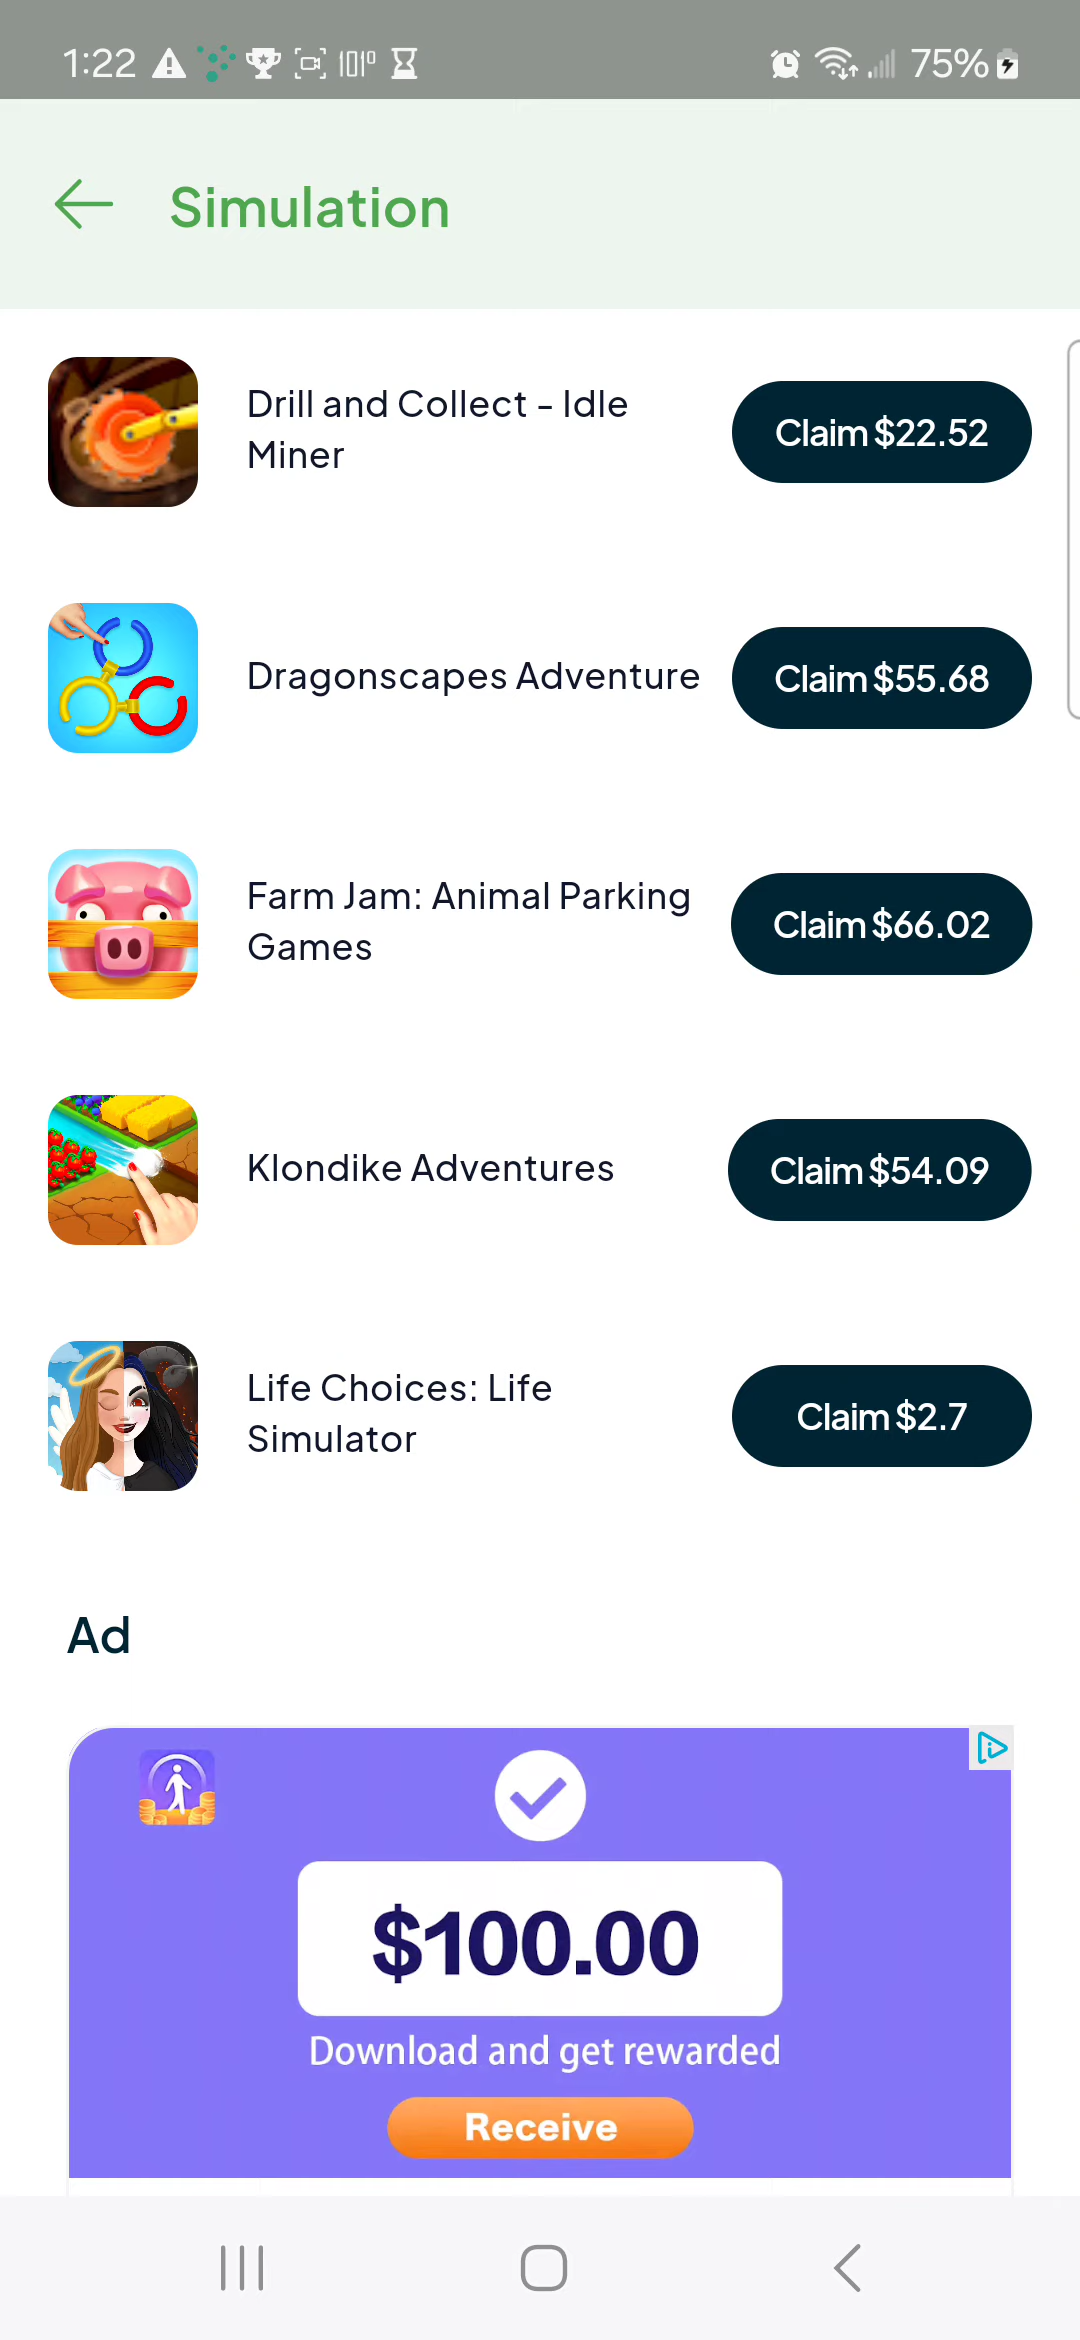 1:22
75%
Simulation
Drill and Collect - Idle
Miner
Claim $22.52
Dragonscapes Adventure
Claim $55.68
Farm Jam: Animal Parking
Games
Claim $66.02
Klondike Adventures
Claim $54.09
Life Choices: Life
Simulator
Claim $2.7
Ad
$100.00
Download and get rewarded
Receive